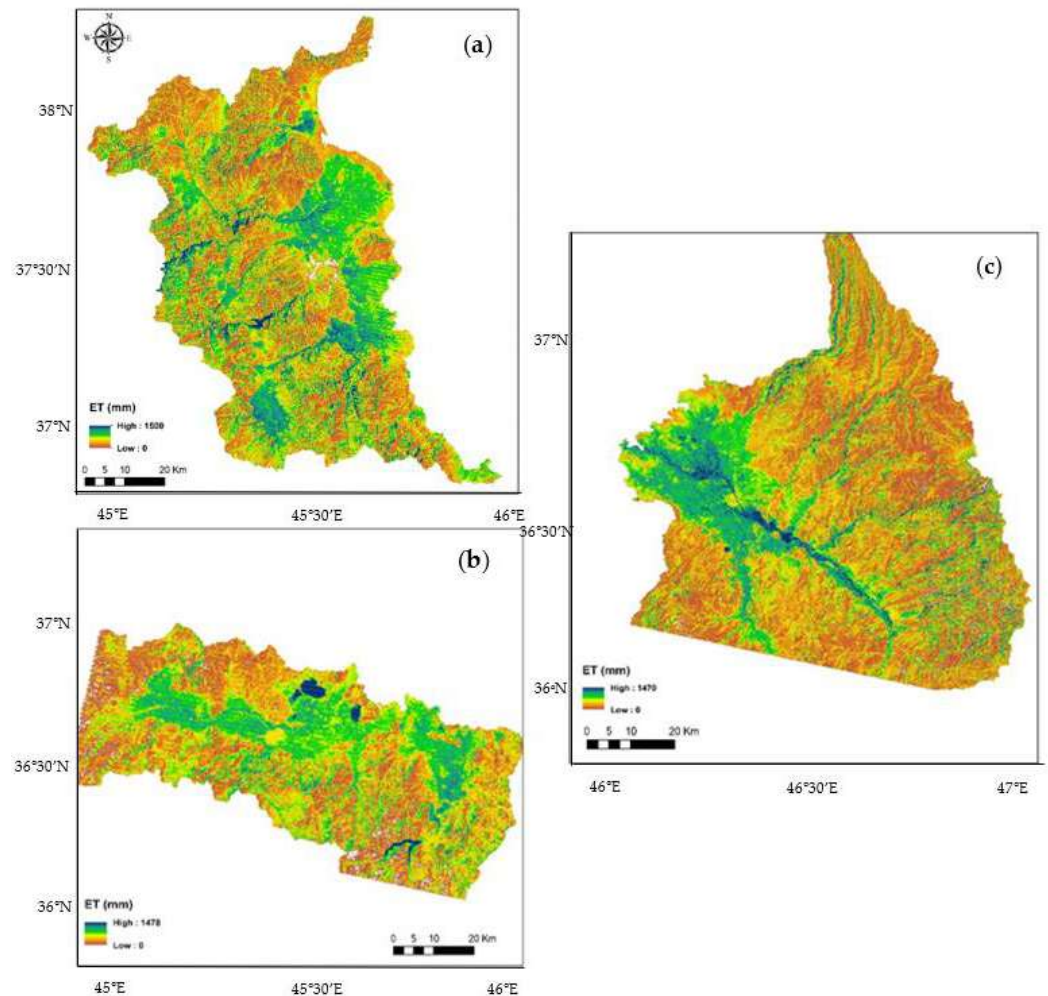 N
W E
S
(a)
38°N
37°30′N
37°N
ET (mm)
High : 1500
Low : 0
0 5 10 20 Km
45°E 45°30′E 46°E
(b)
37°N
36°30′N
36°N
ET (mm)
High : 1478
Low : 0
0 5 10 20 Km
45°E 45°30′E 46°E
(c)
37°N
36°30′N
36°N
ET (mm)
High : 1470
Low : 0
0 5 10 20 Km
46°E 46°30′E 47°E